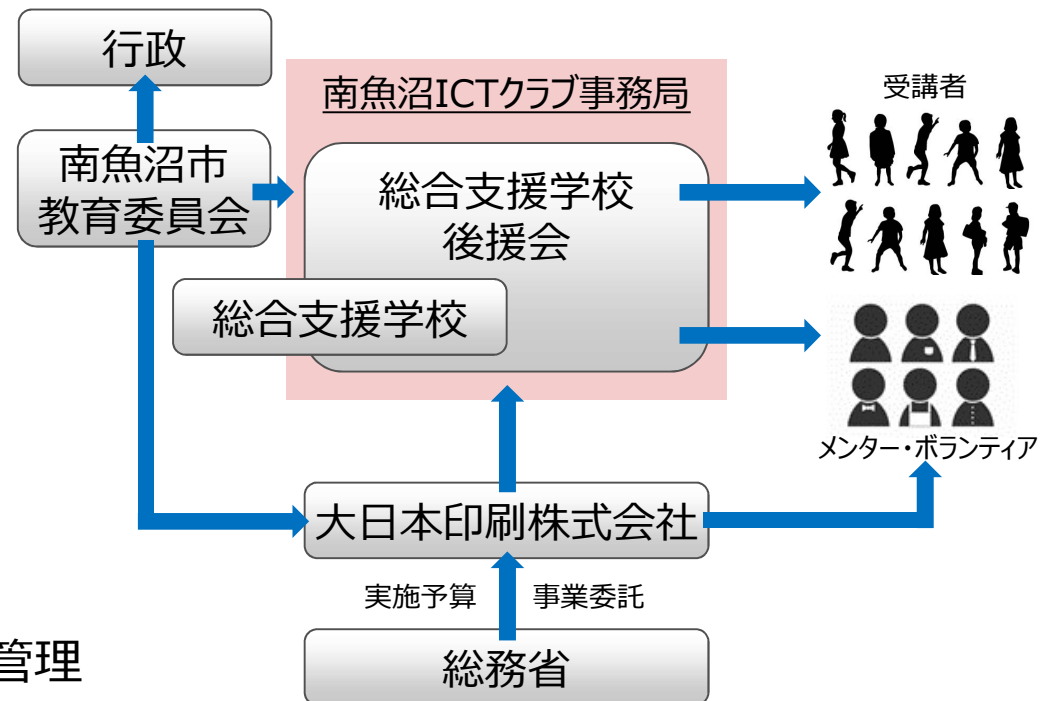 行政
南魚沼市
教育委員会
南魚沼ICTクラブ事務局
総合支援学校
後援会
総合支援学校
受講者
メンター・ボランティア
大日本印刷株式会社
実施予算 事業委託
総務省
管理